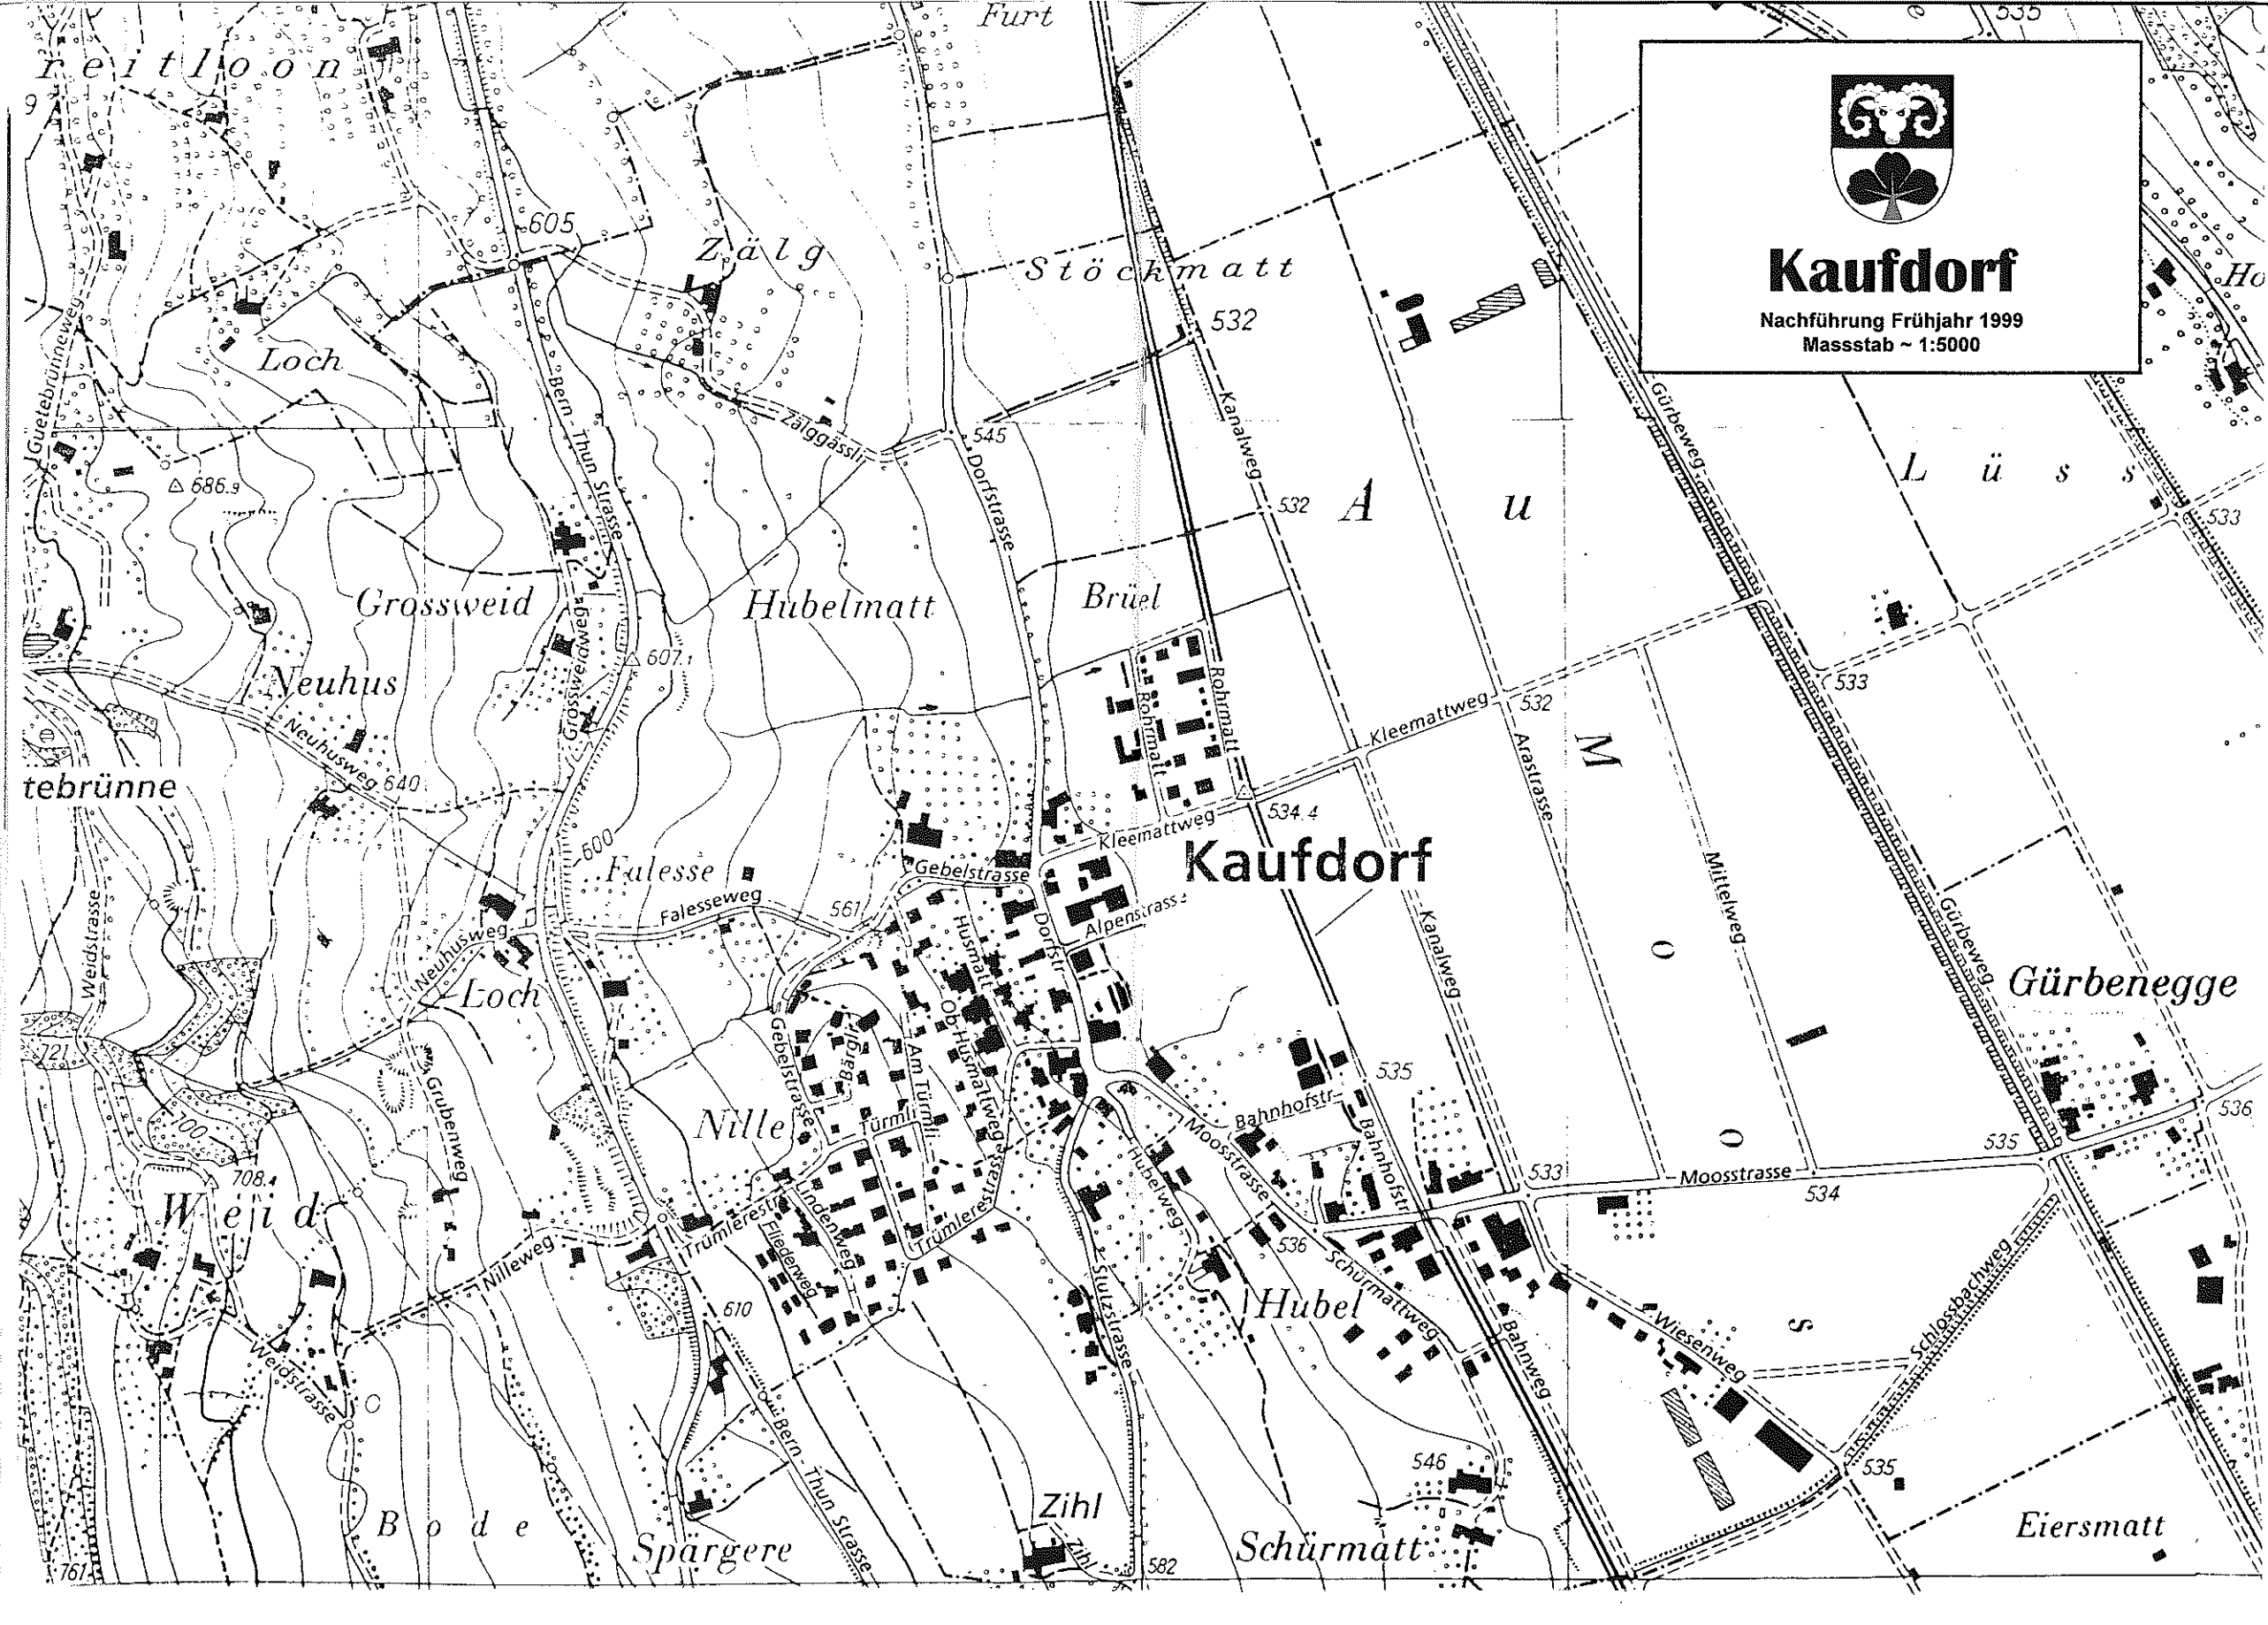 Furt
535
reitloon
Kaufdorf
Nachführung Frühjahr 1999
Massstab ~ 1:5000
605
Zälg
Stöckmatt
532
Ho
Loch
Guetebrünneweg
Bern - Thun Strasse
Zälggässli
545
Dorfstrasse
Kanalweg
Gürbeweg
686.9
532
A u
Lüss
533
Grossweid
Hubelmatt
Brüel
Grossweidweg
607.1
Neuhus
Neuhusweg
640
Rohrmatt
Rohrmatt
Kleemattweg
532
533
Arastrasse
M
tebrünne
534.4
Kleemattweg
Kaufdorf
600
Falesse
Gebelstrasse
Falesseweg
561
Alpenstrasse
Husmatt
Dorfstr.
Mittelweg
Kanalweg
Gürbeweg
Weidstrasse
Neuhusweg
Loch
o
Gürbenegge
721
Gebelstrasse
Bärgli
Am Türmli
Ob. Husmattweg
535
Grubenweg
700
Nille
Türmli
Bahnhofstr.
Moosstrasse
Bahnhofstr.
o
535
536
708.4
Weid
533
Moosstrasse
534
Hubelweg
Trümlerestr.
Lindenweg
Fliederweg
Trümlerestrasse
536
Nilleweg
Stutzstrasse
Schürmattweg
Hubel
610
Bahnweg
Wiesenweg
s
Schlossbachweg
Weidstrasse
Bern - Thun Strasse
546
535
Bode
Spärgere
Zihl
Zihl
582
Schürmatt
Eiersmatt
761